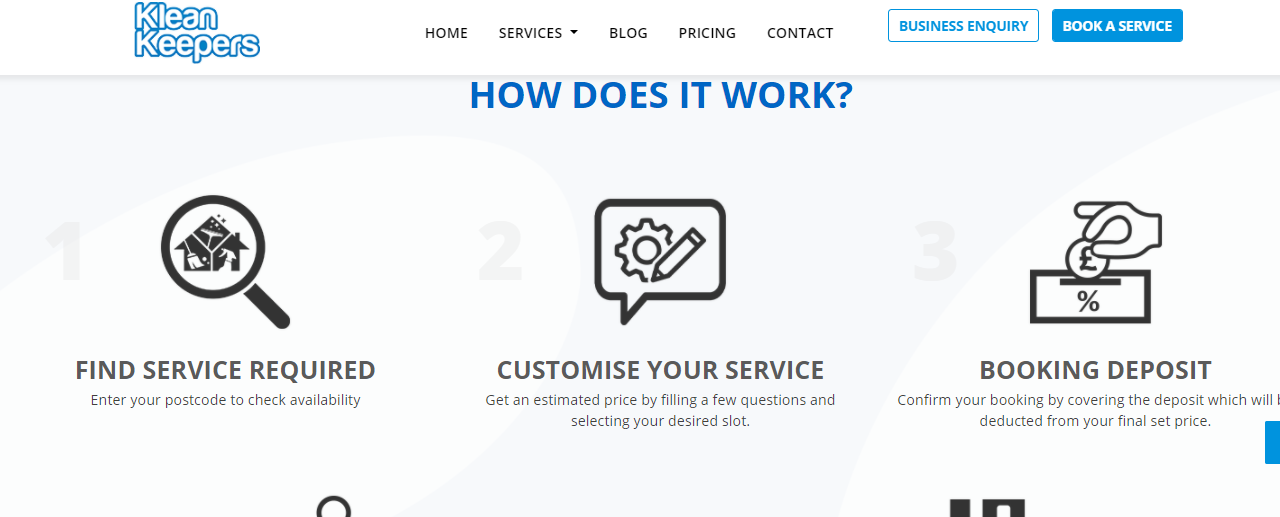 Klean
Keepers
HOME
SERVICES
BLOG
PRICING
CONTACT
BUSINESS ENQUIRY
BOOK A SERVICE
HOW DOES IT WORK?
1
FIND SERVICE REQUIRED
Enter your postcode to check availability
2
CUSTOMISE YOUR SERVICE
Get an estimated price by filling a few questions and
selecting your desired slot.
3
£
%
BOOKING DEPOSIT
Confirm your booking by covering the deposit which will
deducted from your final set price.